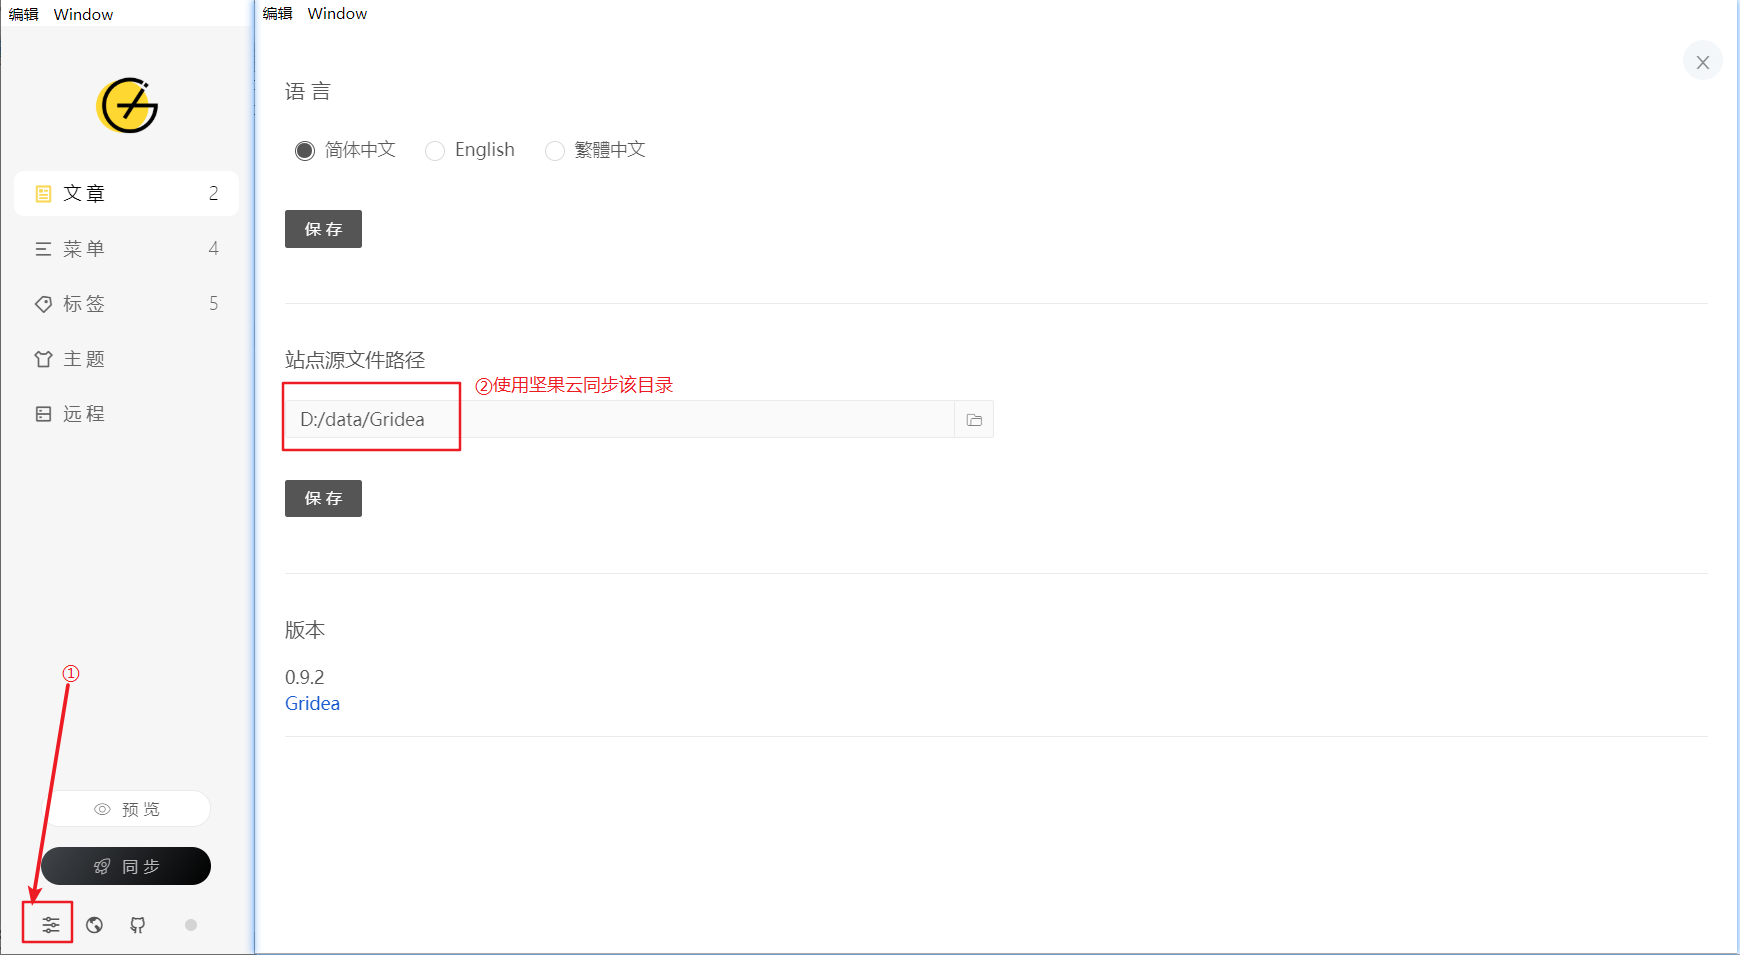 编辑 Window
文章 2
菜单 4
标签 5
主题
远程
①
预览
同步
编辑 Window
语言
简体中文 English 繁體中文
保存
站点源文件路径
②使用坚果云同步该目录
D:/data/Gridea
保存
版本
0.9.2
Gridea